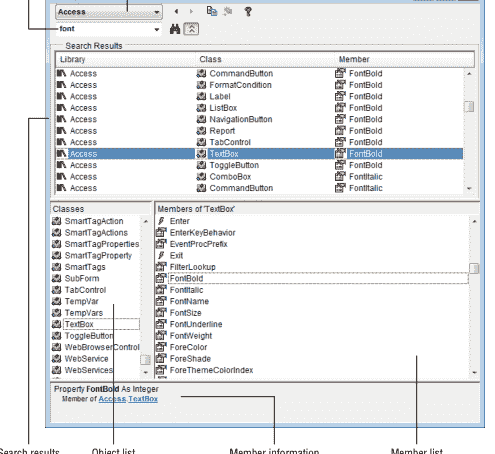 Access
font
Search Results
Library Class Member
Access CommandButton FontBold
Access FormatCondition FontBold
Access Label FontBold
Access ListBox FontBold
Access NavigationButton FontBold
Access Report FontBold
Access TabControl FontBold
Access TextBox FontBold
Access ToggleButton FontBold
Access ComboBox FontItalic
Access CommandButton FontItalic
Classes Members of 'TextBox'
SmartTagAction Enter
SmartTagActions EnterKeyBehavior
SmartTagProperties EventProcPrefix
SmartTagProperty Exit
SmartTags FilterLookup
SubForm FontBold
TabControl FontItalic
TempVar FontName
TempVars FontSize
TextBox FontUnderline
ToggleButton FontWeight
WebBrowserControl ForeColor
WebService ForeShade
WebServices ForeThemeColorIndex
Property FontBold As Integer
Member of Access.TextBox
Search results Object list Member information Member list